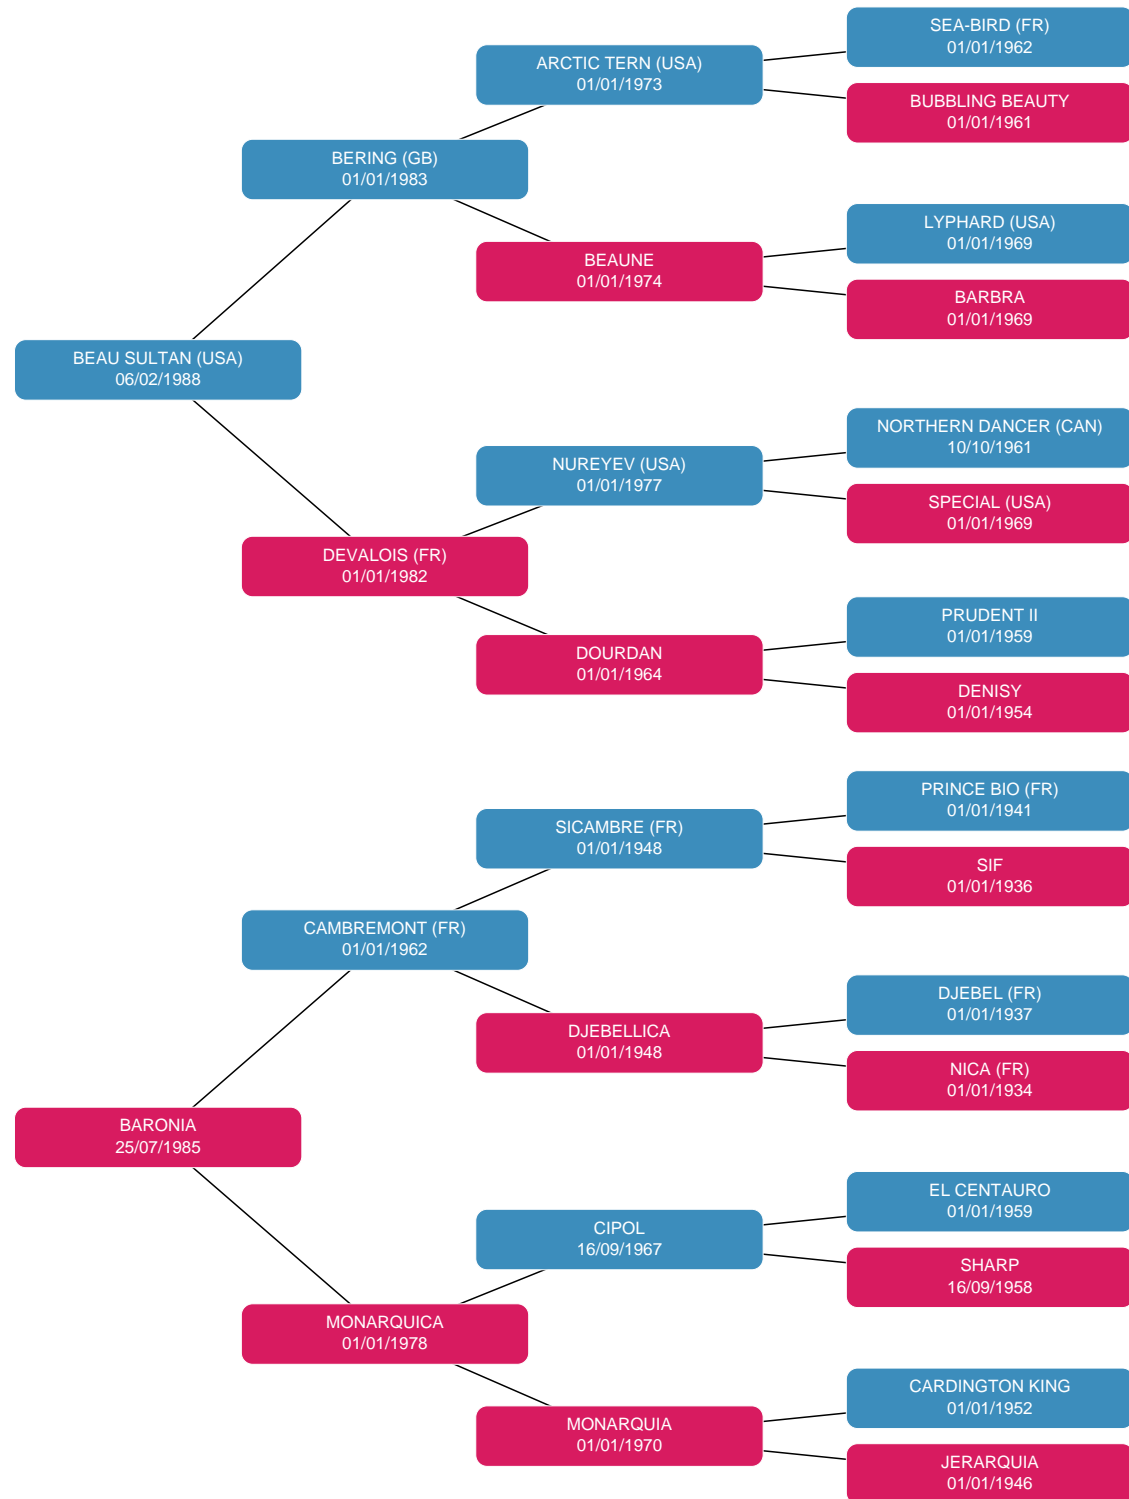 SEA-BIRD (FR)
01/01/1962
ARCTIC TERN (USA)
01/01/1973
BUBBLING BEAUTY
01/01/1961
BERING (GB)
01/01/1983
LYPHARD (USA)
01/01/1969
BEAUNE
01/01/1974
BARBRA
01/01/1969
BEAU SULTAN (USA)
06/02/1988
NORTHERN DANCER (CAN)
10/10/1961
NUREYEV (USA)
01/01/1977
SPECIAL (USA)
01/01/1969
DEVALOIS (FR)
01/01/1982
PRUDENT II
01/01/1959
DOURDAN
01/01/1964
DENISY
01/01/1954
PRINCE BIO (FR)
01/01/1941
SICAMBRE (FR)
01/01/1948
SIF
01/01/1936
CAMBREMONT (FR)
01/01/1962
DJEBEL (FR)
01/01/1937
DJEBELLICA
01/01/1948
NICA (FR)
01/01/1934
BARONIA
25/07/1985
EL CENTAURO
01/01/1959
CIPOL
16/09/1967
SHARP
16/09/1958
MONARQUICA
01/01/1978
CARDINGTON KING
01/01/1952
MONARQUIA
01/01/1970
JERARQUIA
01/01/1946